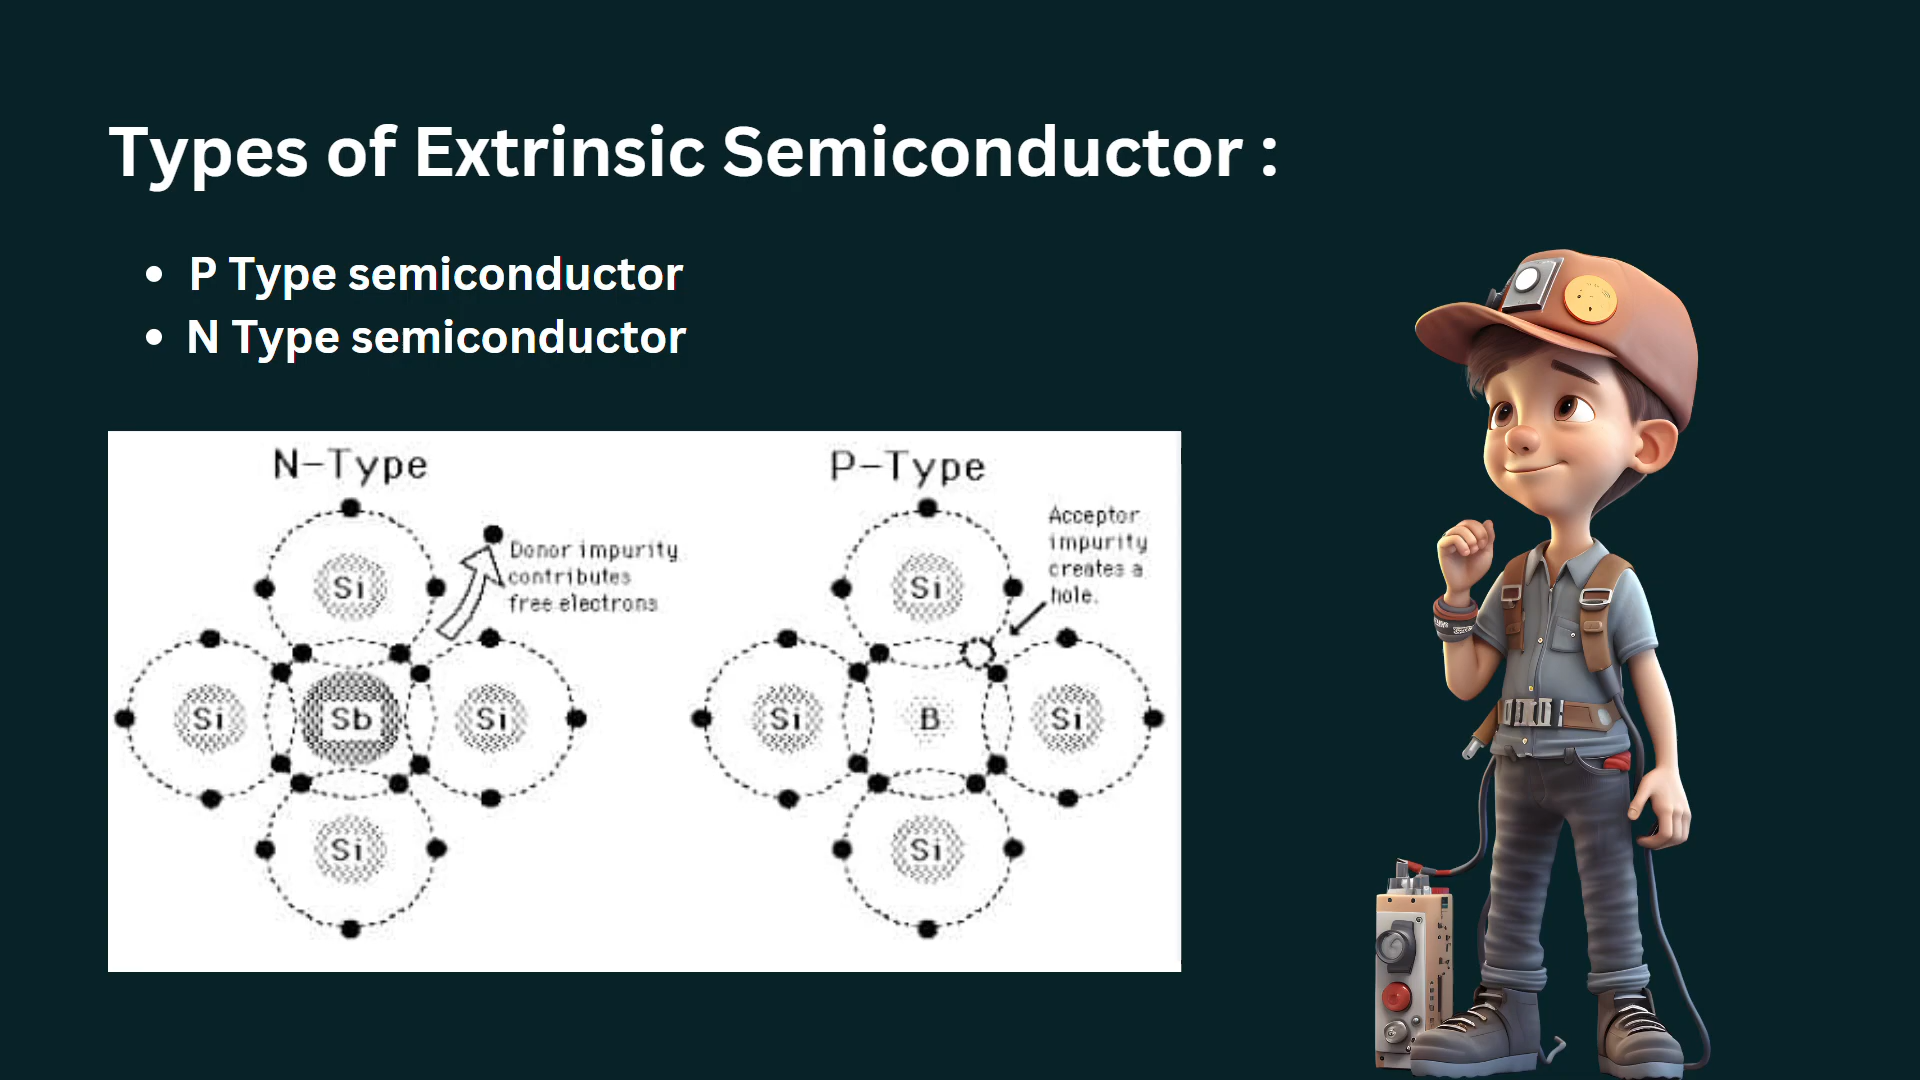 Types of Extrinsic Semiconductor :
P Type semiconductor
N Type semiconductor
N-Type
Donor impurity
contributes
free electrons
Si
Si
Sb
Si
Si
P-Type
Acceptor
impurity
creates a
hole.
Si
Si
B
Si
Si